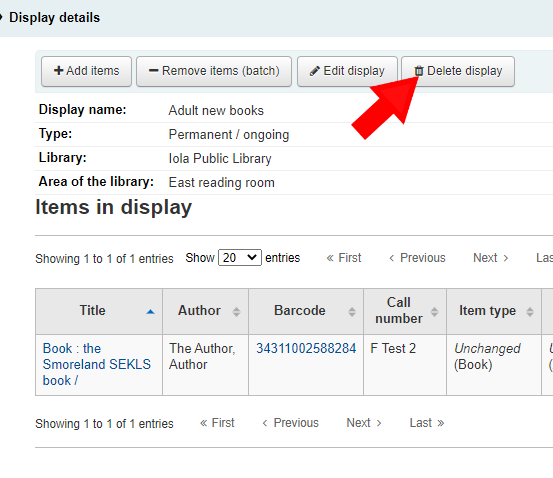 Display details
Add items Remove items (batch) Edit display Delete display
Display name: Adult new books
Type: Permanent / ongoing
Library: Iola Public Library
Area of the library: East reading room
Items in display
Showing 1 to 1 of 1 entries Show 20 entries « First ‹ Previous Next › Las
Title Author Barcode Call number Item type
Book : the Smoreland SEKLS book / The Author, Author 34311002588284 F Test 2 Unchanged (Book)
Showing 1 to 1 of 1 entries « First ‹ Previous Next › Last »